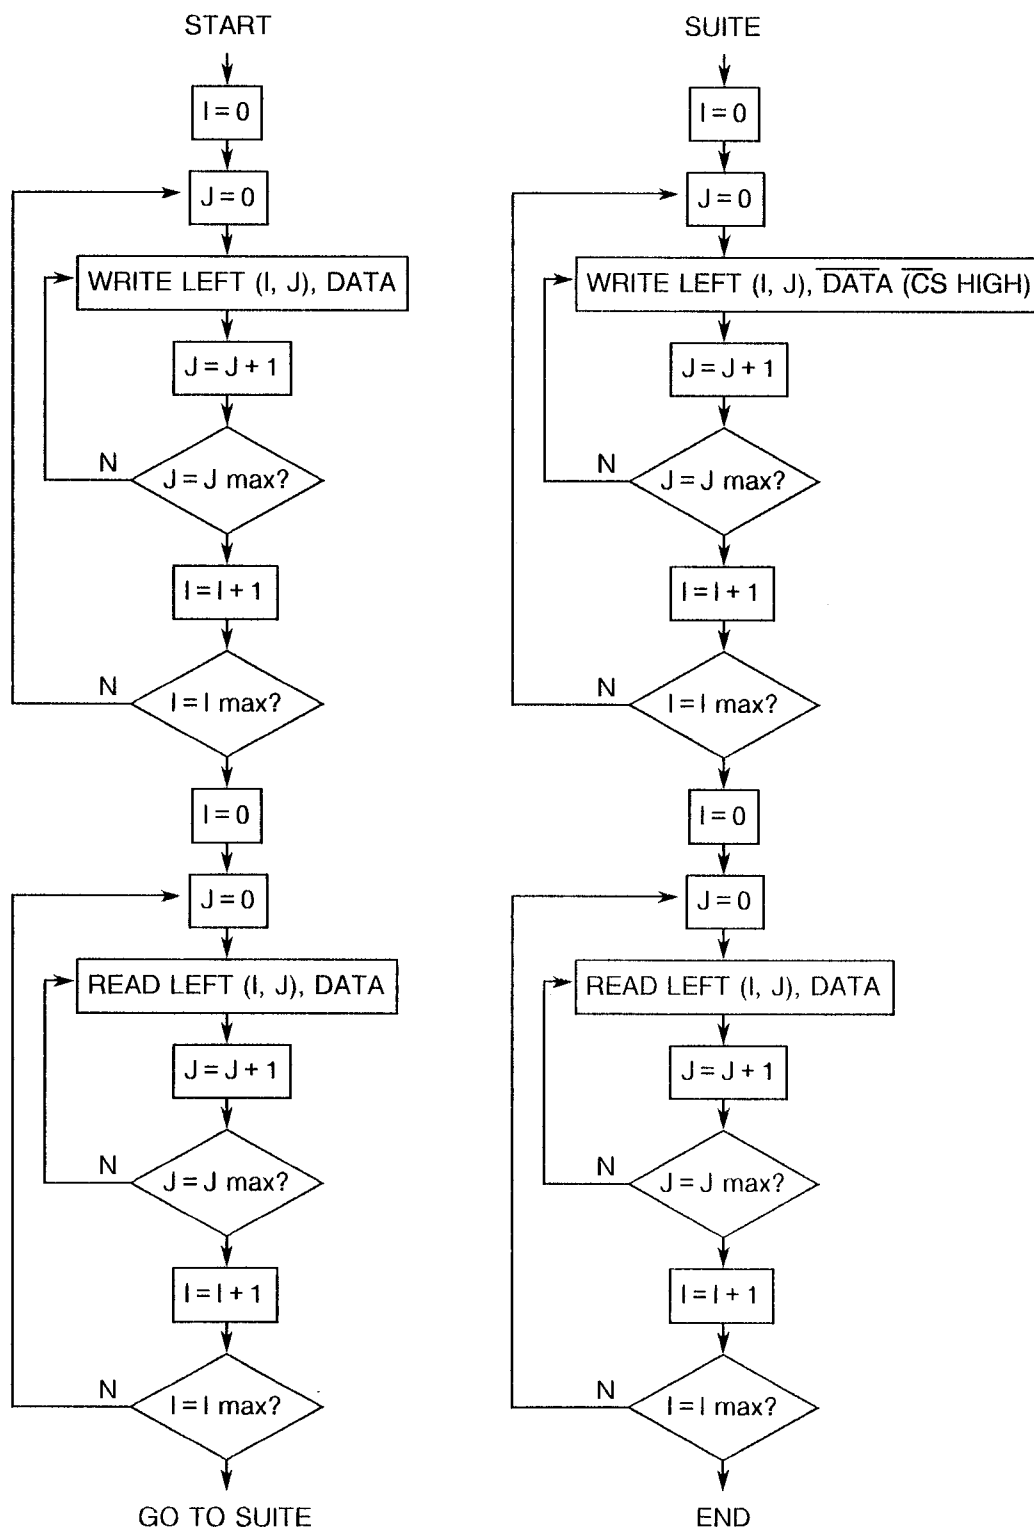 START
I = 0
J = 0
WRITE LEFT (I, J), DATA
J = J + 1
N
J = J max?
I = I + 1
N
I = I max?
I = 0
J = 0
READ LEFT (I, J), DATA
J = J + 1
N
J = J max?
I = I + 1
N
I = I max?
GO TO SUITE
SUITE
I = 0
J = 0
WRITE LEFT (I, J), D̅A̅T̅A̅ (C̅S̅ HIGH)
J = J + 1
N
J = J max?
I = I + 1
N
I = I max?
I = 0
J = 0
READ LEFT (I, J), DATA
J = J + 1
N
J = J max?
I = I + 1
N
I = I max?
END